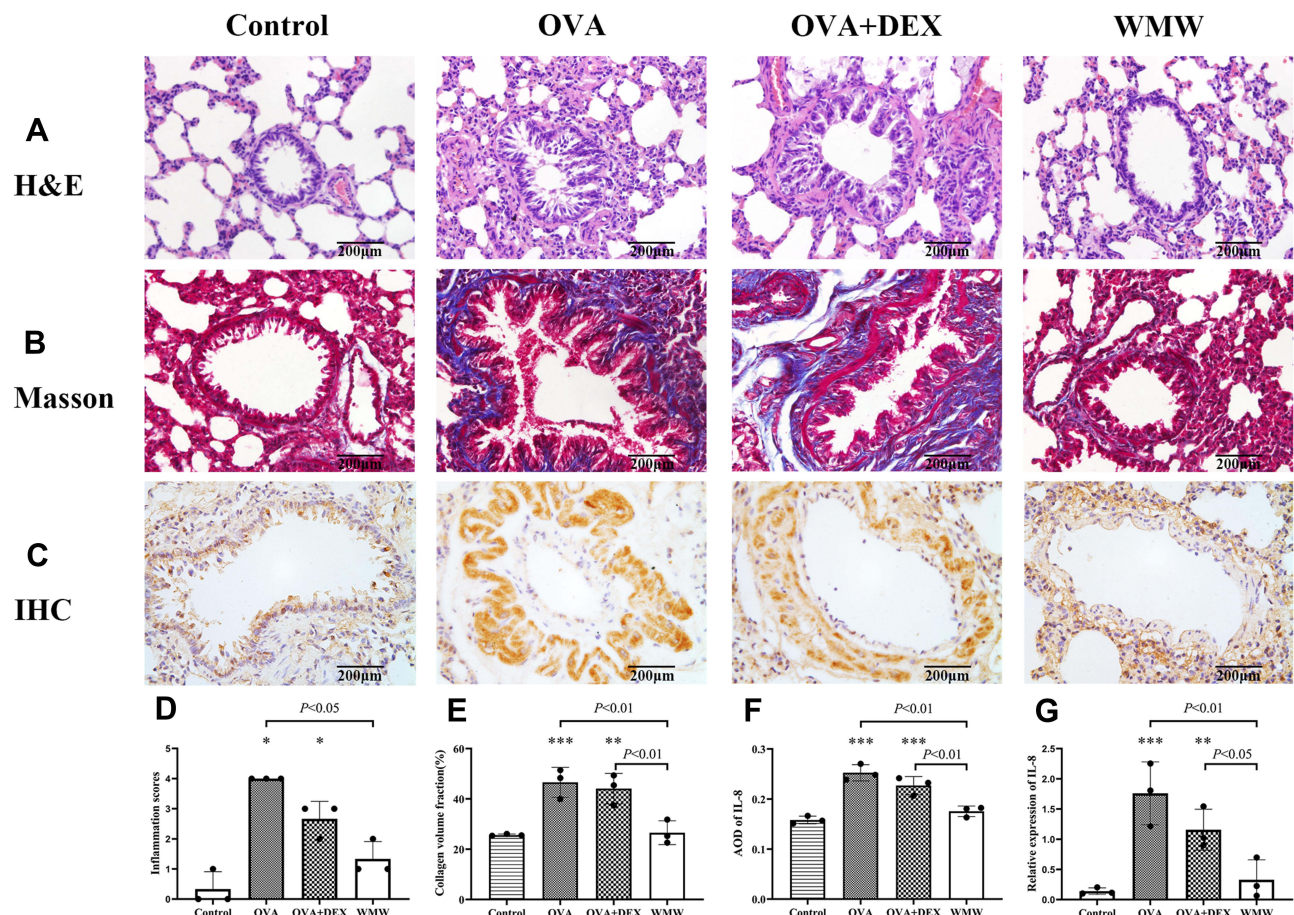 Control OVA OVA+DEX WMW
A
H&E
200μm 200μm 200μm 200μm
B
Masson
200μm 200μm 200μm 200μm
C
IHC
200μm 200μm 200μm 200μm
D
P<0.05
* *
Inflammation scores
5
4
3
2
1
0
Control OVA OVA+DEX WMW
E
P<0.01
*** **
P<0.01
Collagen volume fraction(%)
60
40
20
0
Control OVA OVA+DEX WMW
F
P<0.01
*** ***
P<0.01
AOD of IL-8
0.3
0.2
0.1
0.0
Control OVA OVA+DEX WMW
G
P<0.01
*** **
P<0.05
Relative expression of IL-8
2.5
2.0
1.5
1.0
0.5
0.0
Control OVA OVA+DEX WMW